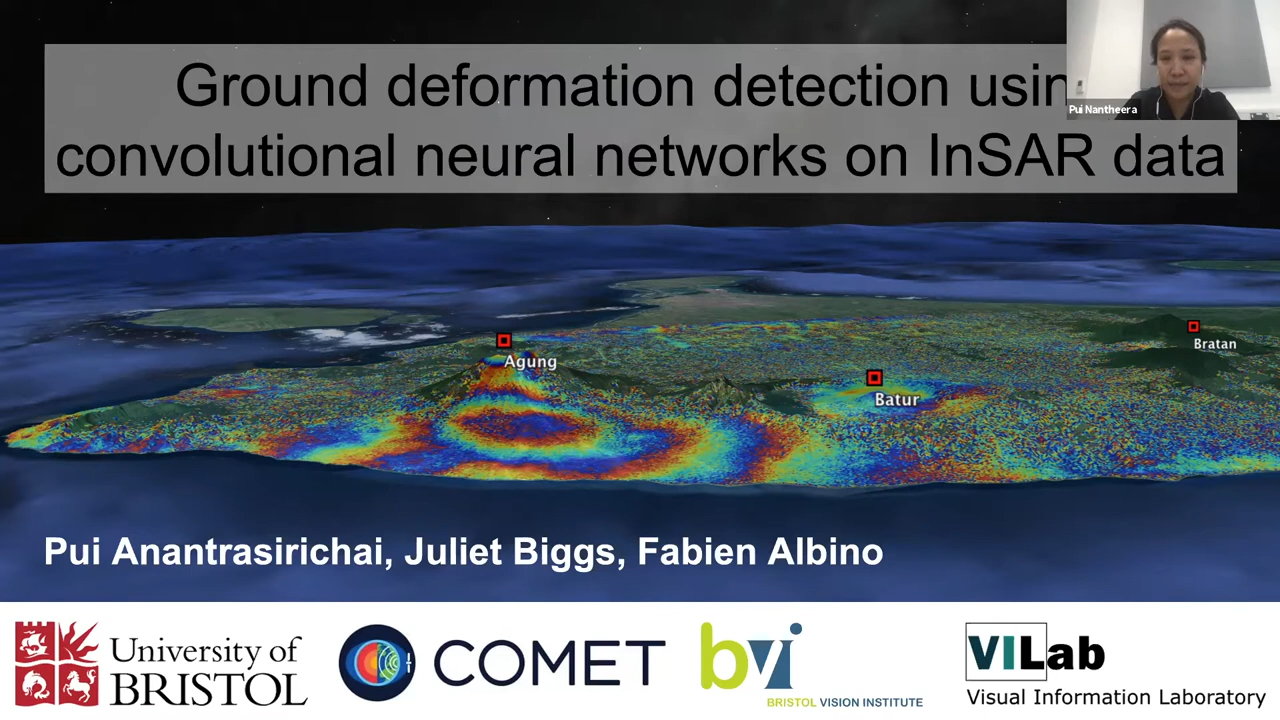 Ground deformation detection usin
convolutional neural networks on InSAR data
Pui Nantheera
Agung
Batur
Bratan
Pui Anantrasirichai, Juliet Biggs, Fabien Albino
University of
BRISTOL
COMET
bvi
BRISTOL VISION INSTITUTE
VILab
Visual Information Laboratory